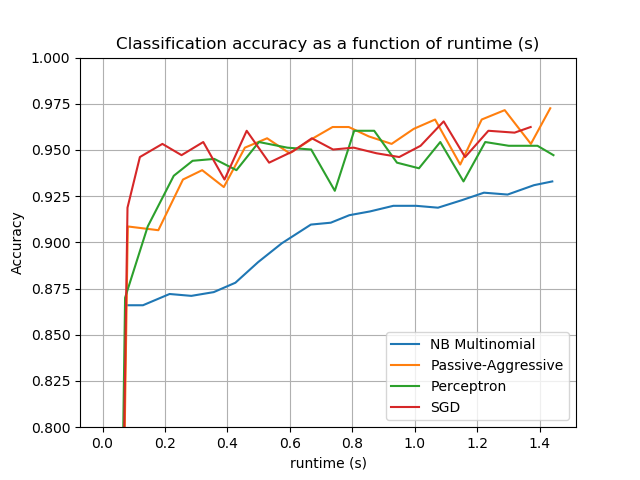 Classification accuracy as a function of runtime (s)
1.000
0.975
0.950
0.925
0.900
0.875
0.850
0.825
0.800
Accuracy
NB Multinomial
Passive-Aggressive
Perceptron
SGD
0.0 0.2 0.4 0.6 0.8 1.0 1.2 1.4
runtime (s)